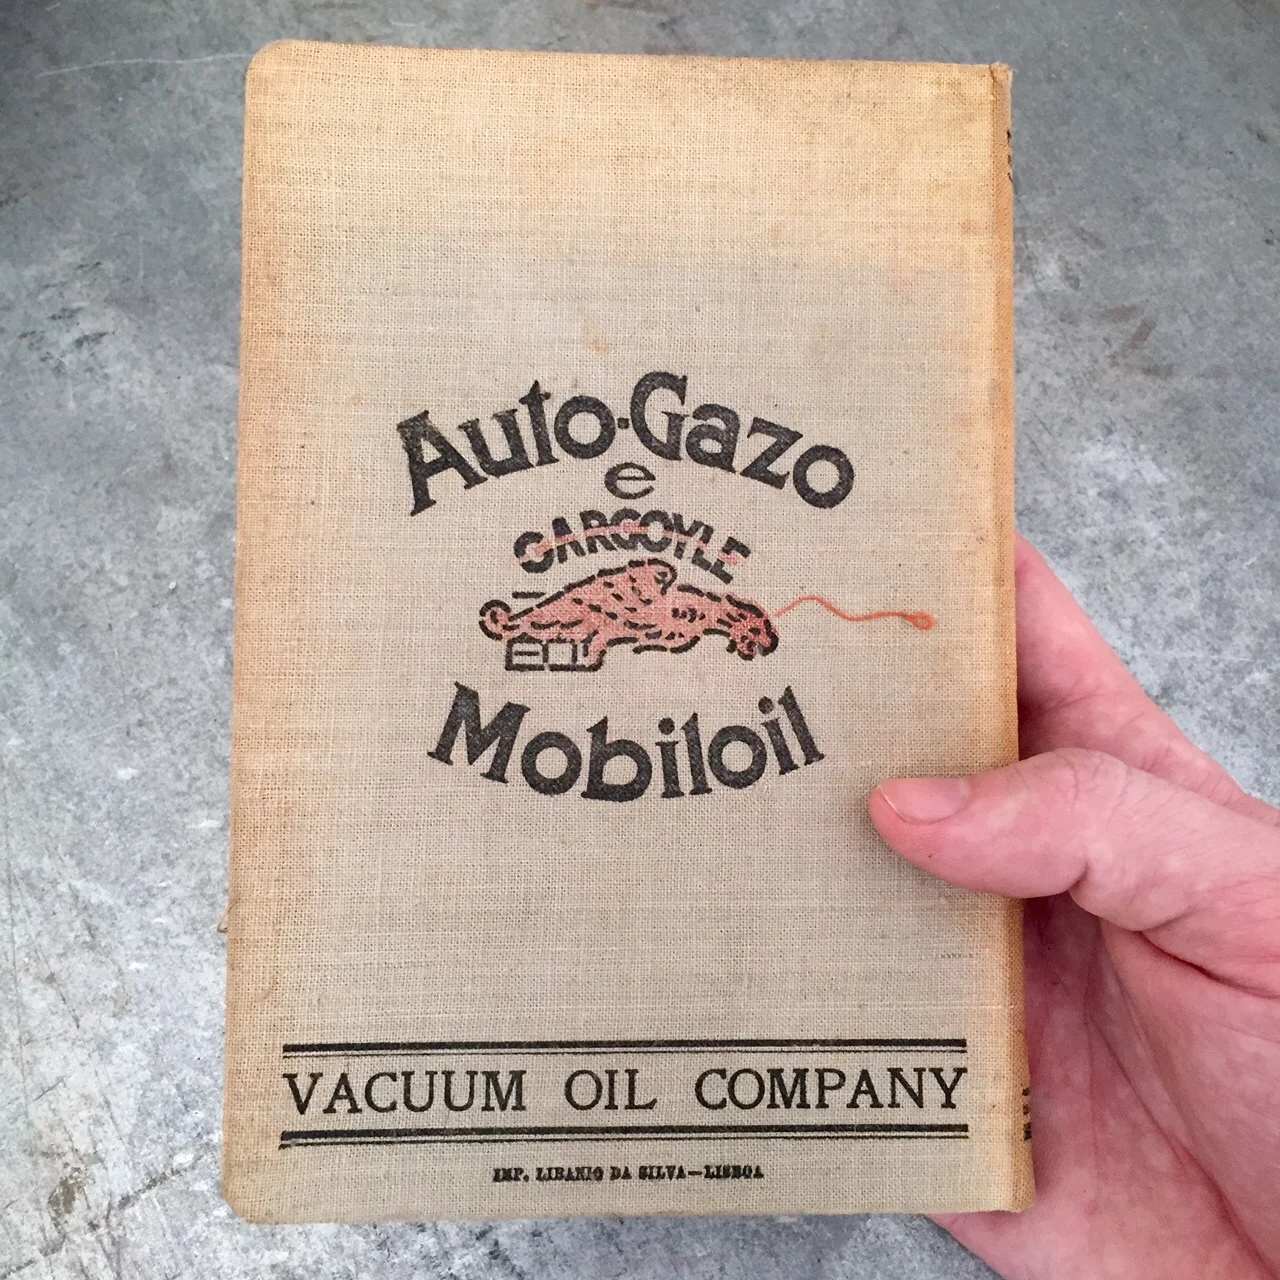 Auto-Gazo
e
GARGOYLE
Mobiloil
VACUUM OIL COMPANY
IMP. LIBANIO DA SILVA—LISBOA